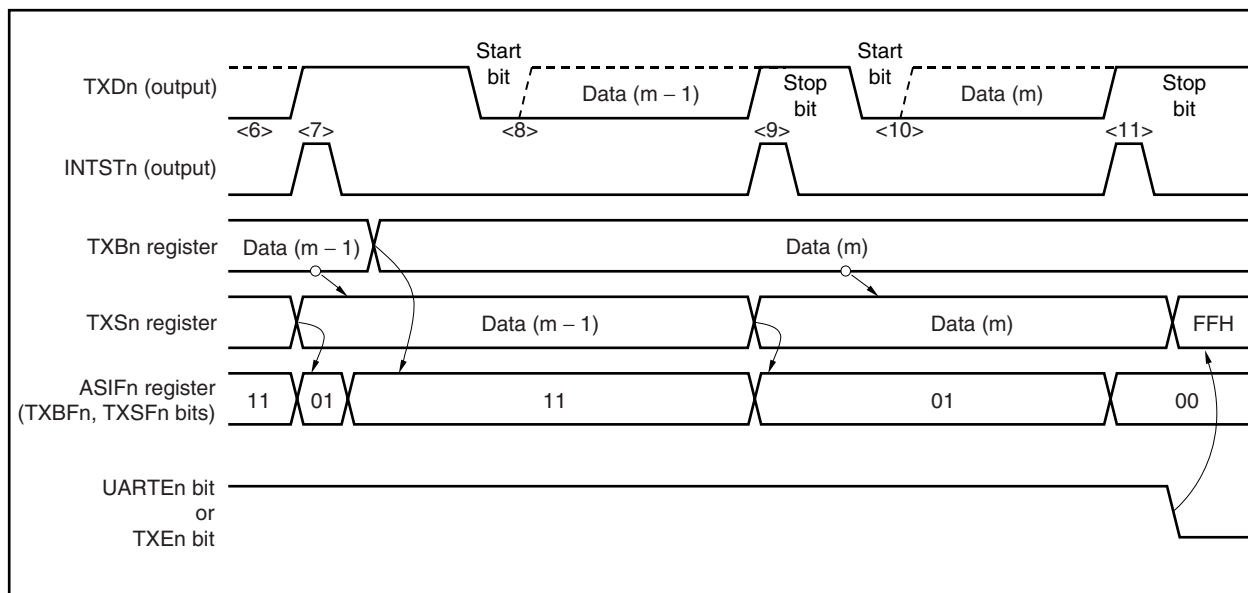 Start
bit
Start
bit
TXDn (output)
Data (m – 1)
Stop
bit
Data (m)
Stop
bit
<6>
<7>
<8>
<9>
<10>
<11>
INTSTn (output)
TXBn register
Data (m – 1)
Data (m)
TXSn register
Data (m – 1)
Data (m)
FFH
ASIFn register
(TXBFn, TXSFn bits)
11
01
11
01
00
UARTEn bit
or
TXEn bit